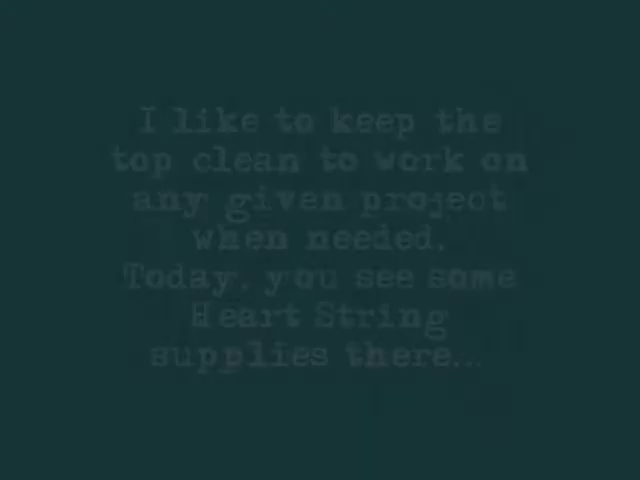 I like to keep the
top clean to work on
any given project
when needed.
Today, you see some
Heart String
supplies there...